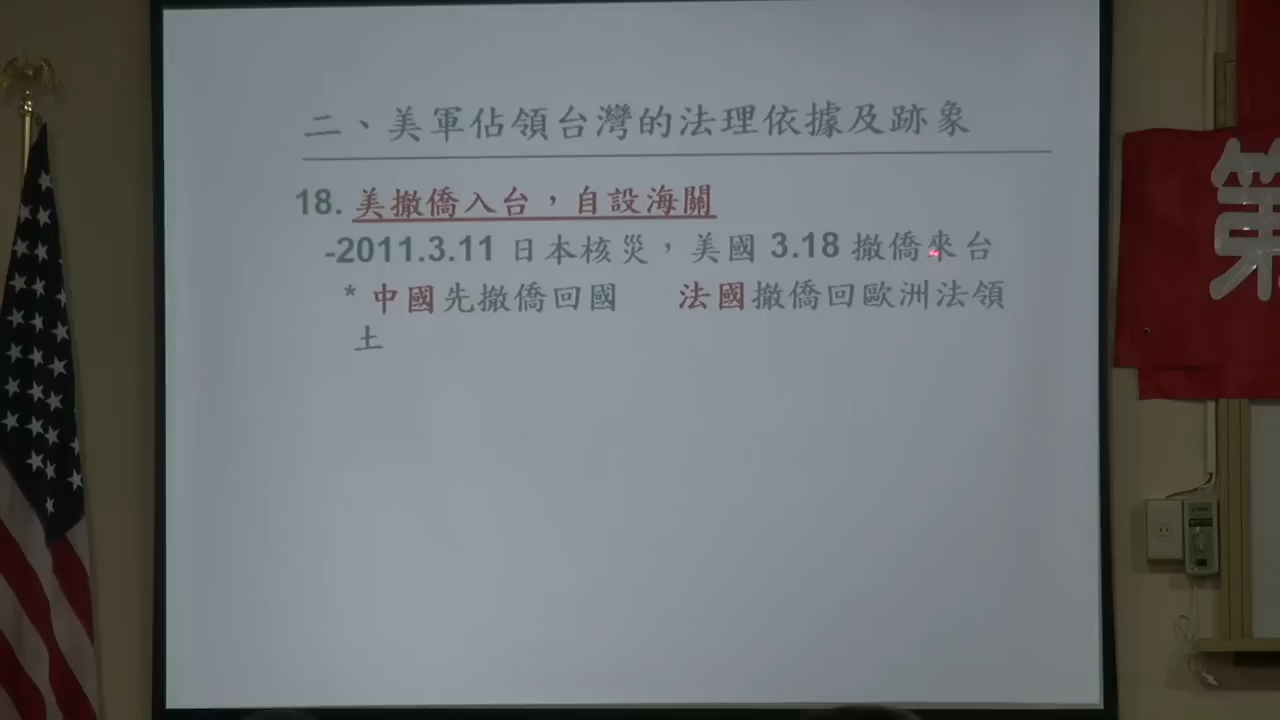 二、美軍佔領台灣的法理依據及跡象
18. 美撤僑入台，自設海關
-2011.3.11 日本核災，美國 3.18 撤僑來台
* 中國先撤僑回國 法國撤僑回歐洲法領
土
第